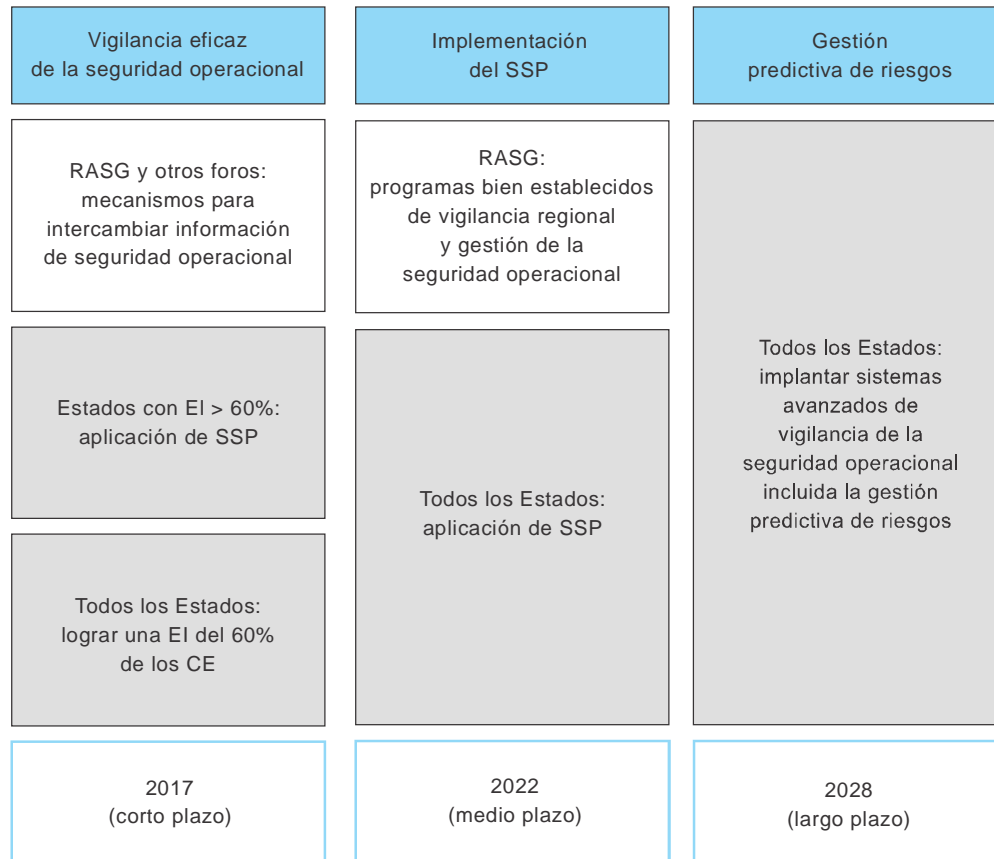 Vigilancia eficaz
de la seguridad operacional
Implementación
del SSP
Gestión
predictiva de riesgos
RASG y otros foros:
mecanismos para
intercambiar información
de seguridad operacional
RASG:
programas bien establecidos
de vigilancia regional
y gestión de la
seguridad operacional
Todos los Estados:
implantar sistemas
avanzados de
vigilancia de la
seguridad operacional
incluida la gestión
predictiva de riesgos
Estados con EI > 60%:
aplicación de SSP
Todos los Estados:
aplicación de SSP
Todos los Estados:
lograr una EI del 60%
de los CE
2017
(corto plazo)
2022
(medio plazo)
2028
(largo plazo)